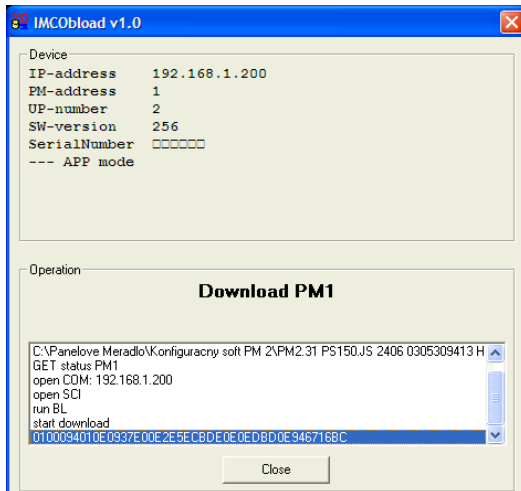 IMCObload v1.0
Device
IP-address 192.168.1.200
PM-address 1
UP-number 2
SW-version 256
SerialNumber □□□□□□
--- APP mode
Operation
Download PM1
C:\Panelove Meradlo\Konfiguracny soft PM 2\PM2.31 PS150.JS 2406 0305309413 H
GET status PM1
open COM: 192.168.1.200
open SCI
run BL
start download
0100094010E0937E00E2E5ECBDE0E0EDBD0E946716BC
Close